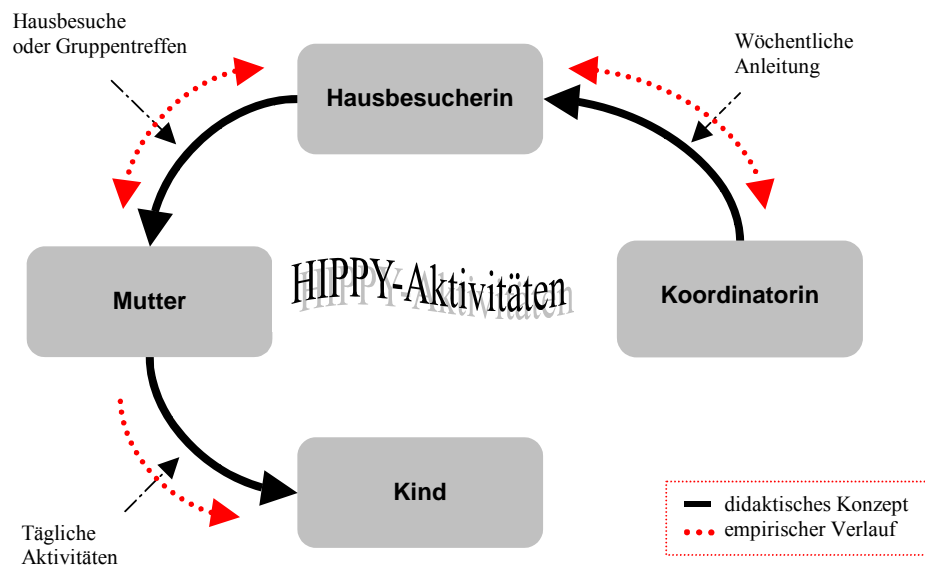 Hausbesuche
oder Gruppentreffen
Wöchentliche
Anleitung
Hausbesucherin
Mutter
HIPPY-Aktivitäten
Koordinatorin
Kind
Tägliche
Aktivitäten
didaktisches Konzept
empirischer Verlauf